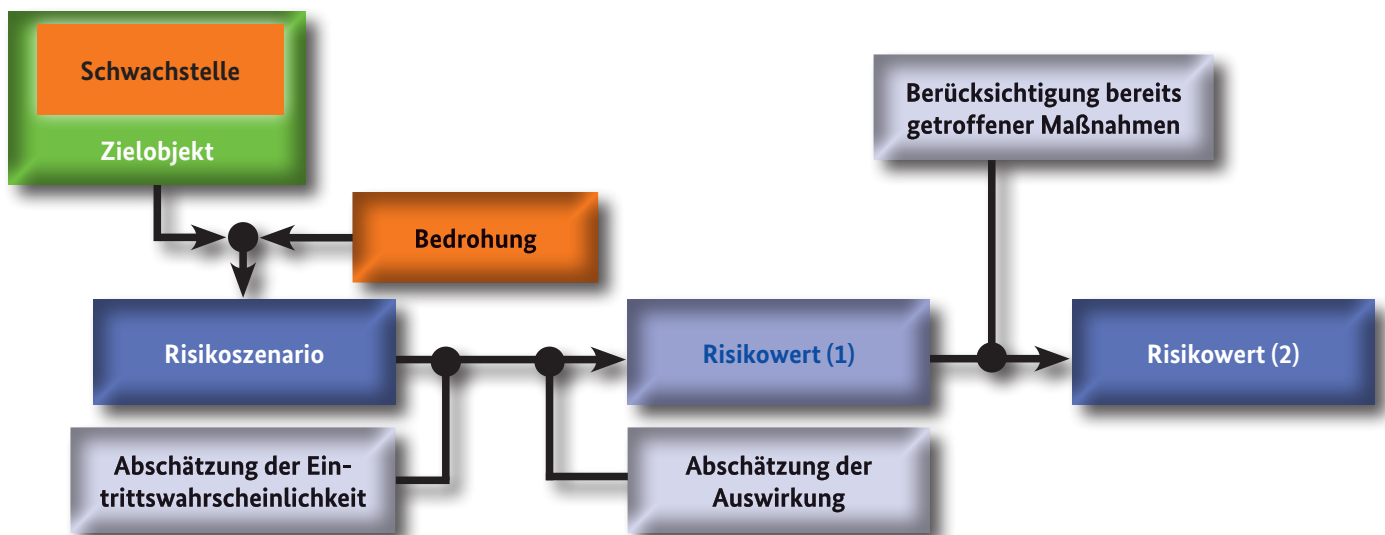 Schwachstelle
Zielobjekt
Berücksichtigung bereits
getroffener Maßnahmen
Bedrohung
Risikoszenario
Risikowert (1)
Risikowert (2)
Abschätzung der Ein-
trittswahrscheinlichkeit
Abschätzung der
Auswirkung